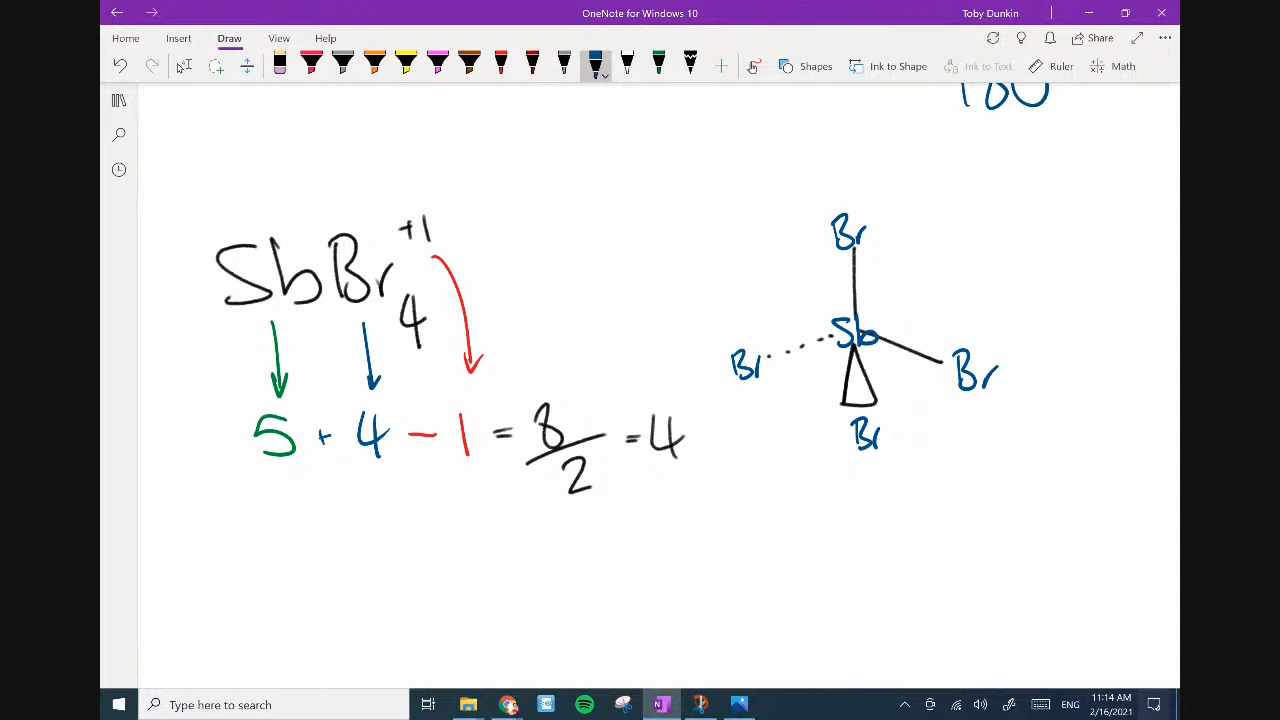 OneNote for Windows 10
Toby Dunkin
Home Insert Draw View Help
Share
Shapes Ink to Shape Ink to Text Ruler Math
180
SbBr₄⁺¹
5 + 4 - 1 = 8/2 = 4
Br
Sb
Br
Br
Br
Type here to search
ENG
11:14 AM
2/16/2021